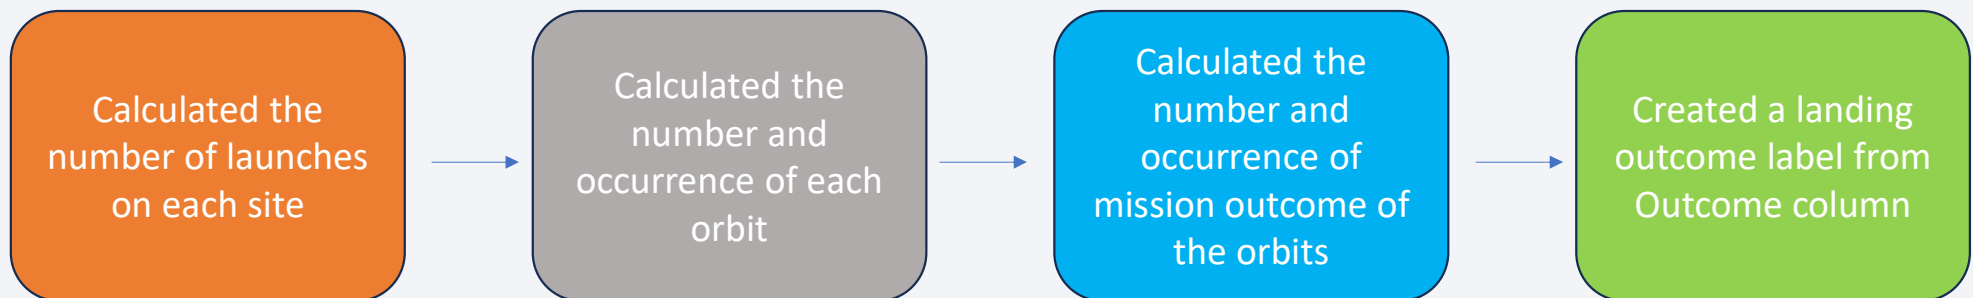 Calculated the
number of launches
on each site
Calculated the
number and
occurrence of each
orbit
Calculated the
number and
occurrence of
mission outcome of
the orbits
Created a landing
outcome label from
Outcome column